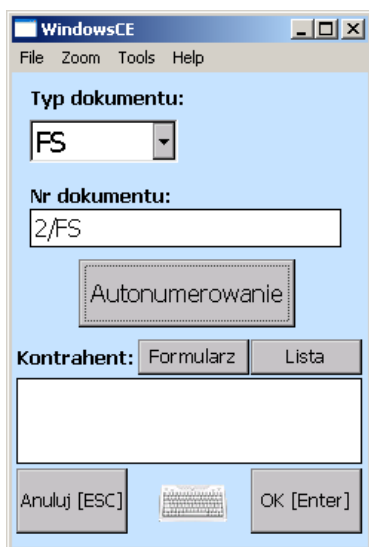 WindowsCE
File Zoom Tools Help
Typ dokumentu:
FS
Nr dokumentu:
2/FS
Autonumerowanie
Kontrahent: Formularz Lista
Anuluj [ESC] OK [Enter]